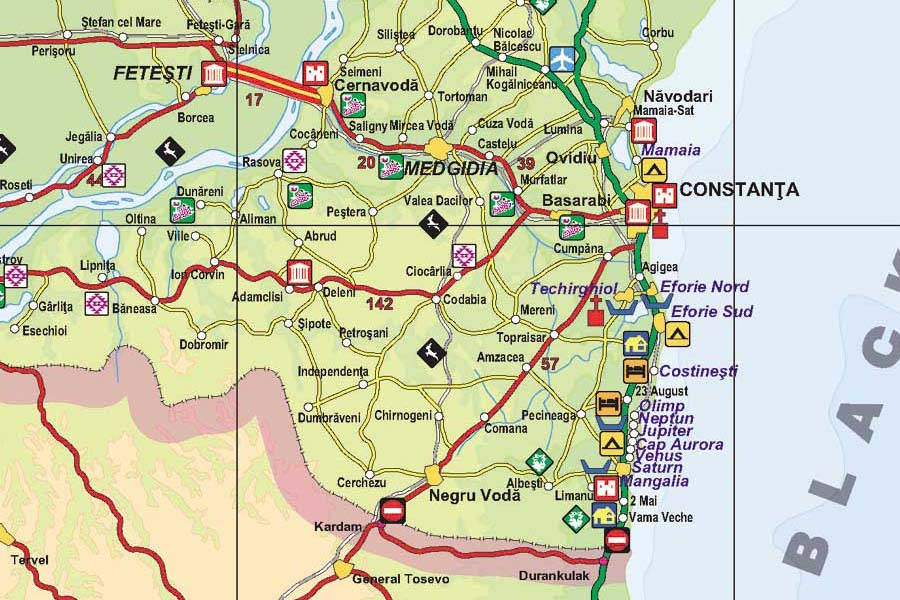 Ştefan cel Mare
Feteşti-Gară
Perişoru
Stelnica
Siliştea
Dorobanţu
Nicolae
Bălcescu
Corbu
FETEŞTI
Seimeni
Mihail
Kogălniceanu
17
Cernavodă
Tortoman
Năvodari
Borcea
Mamaia-Sat
Jegălia
Cocârleni
Saligny
Mircea Vodă
Cuza Vodă
Lumina
Unirea
44
Rasova
20
MEDGIDIA
Castelu
39
Ovidiu
Mamaia
Roseti
Dunăreni
Murfatlar
CONSTANŢA
Oltina
Aliman
Peştera
Valea Dacilor
Basarabi
Viile
Abrud
Cumpăna
strov
Lipniţa
Ion Corvin
Ciocârlia
Agigea
Gârliţa
Băneasa
Adamclisi
Deleni
142
Codabia
Techirghiol
Eforie Nord
Esechioi
Dobromir
Şipote
Petroşani
Mereni
Topraisar
Eforie Sud
Independenţa
Amzacea
57
Costineşti
23 August
Dumbrăveni
Chirnogeni
Comana
Pecineaga
Olimp
Neptun
Jupiter
Cap Aurora
Venus
Saturn
Cerchezu
Negru Vodă
Albeşti
Limanu
Mangalia
2 Mai
Vama Veche
Kardam
Tervel
General Tosevo
Durankulak
BLACK